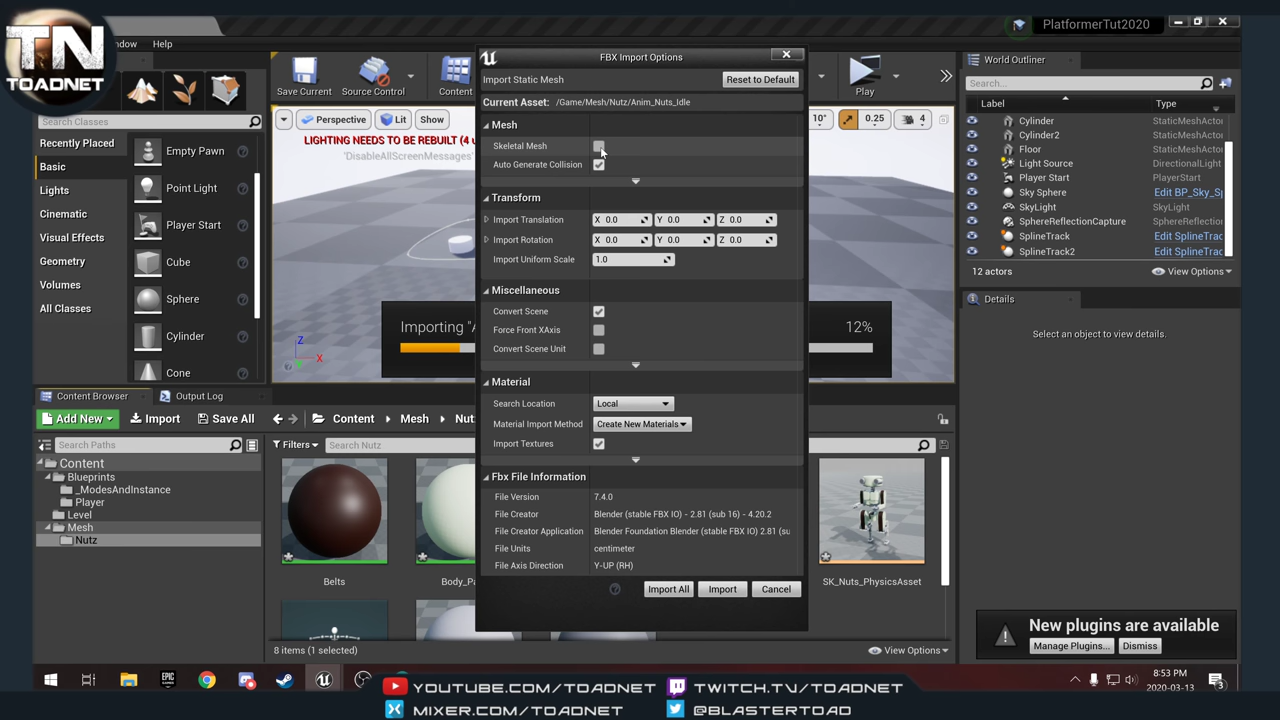 TN
TOADNET
ndow
Help
PlatformerTut2020
Save Current
Source Control
Content
Play
Search Classes
Recently Placed
Basic
Lights
Cinematic
Visual Effects
Geometry
Volumes
All Classes
Empty Pawn
Point Light
Player Start
Cube
Sphere
Cylinder
Cone
Perspective
Lit
Show
10°
0.25
4
LIGHTING NEEDS TO BE REBUILT (4 u
'DisableAllScreenMessages'
Z
X
Importing "A
12%
FBX Import Options
Import Static Mesh
Reset to Default
Current Asset: /Game/Mesh/Nutz/Anim_Nuts_Idle
Mesh
Skeletal Mesh
Auto Generate Collision
Transform
Import Translation X 0.0 Y 0.0 Z 0.0
Import Rotation X 0.0 Y 0.0 Z 0.0
Import Uniform Scale 1.0
Miscellaneous
Convert Scene
Force Front XAxis
Convert Scene Unit
Material
Search Location Local
Material Import Method Create New Materials
Import Textures
Fbx File Information
File Version 7.4.0
File Creator Blender (stable FBX IO) - 2.81 (sub 16) - 4.20.2
File Creator Application Blender Foundation Blender (stable FBX IO) 2.81 (su
File Units centimeter
File Axis Direction Y-UP (RH)
Import All
Import
Cancel
World Outliner
Search...
Label Type
Cylinder StaticMeshActor
Cylinder2 StaticMeshActor
Floor StaticMeshActor
Light Source DirectionalLight
Player Start PlayerStart
Sky Sphere Edit BP_Sky_Sp
SkyLight SkyLight
SphereReflectionCapture SphereReflection
SplineTrack Edit SplineTrac
SplineTrack2 Edit SplineTrac
12 actors
View Options
Details
Select an object to view details.
Content Browser
Output Log
Add New
Import
Save All
Content
Mesh
Nut
Search Paths
Filters
Search Nutz
Content
Blueprints
_ModesAndInstance
Player
Level
Mesh
Nutz
Belts
Body_Pa
SK_Nuts_PhysicsAsset
8 items (1 selected)
View Options
New plugins are available
Manage Plugins...
Dismiss
EPIC
8:53 PM
2020-03-13
3
YOUTUBE.COM/TOADNET
TWITCH.TV/TOADNET
MIXER.COM/TOADNET
@BLASTERTOAD